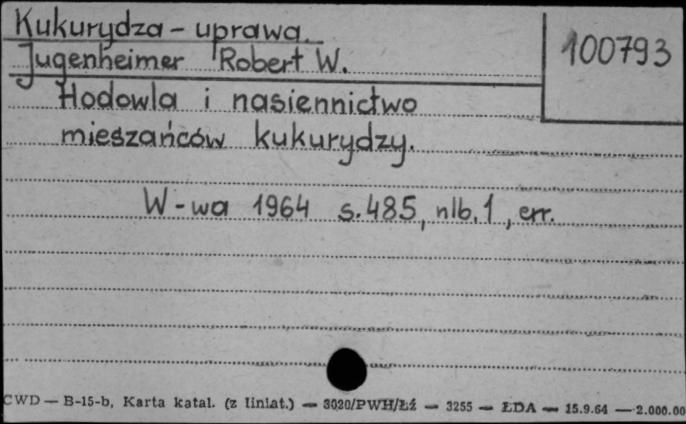 Kukurydza - uprawa.
100793
Jugenheimer Robert W.
Hodowla i nasiennictwo
mieszańców kukurydzy.
W-wa 1964 s.485, nlb.1, err.
CWD — B-15-b, Karta katal. (z liniat.) — 3020/PWH/Łź — 3255 — ŁDA — 15.9.64 — 2.000.00